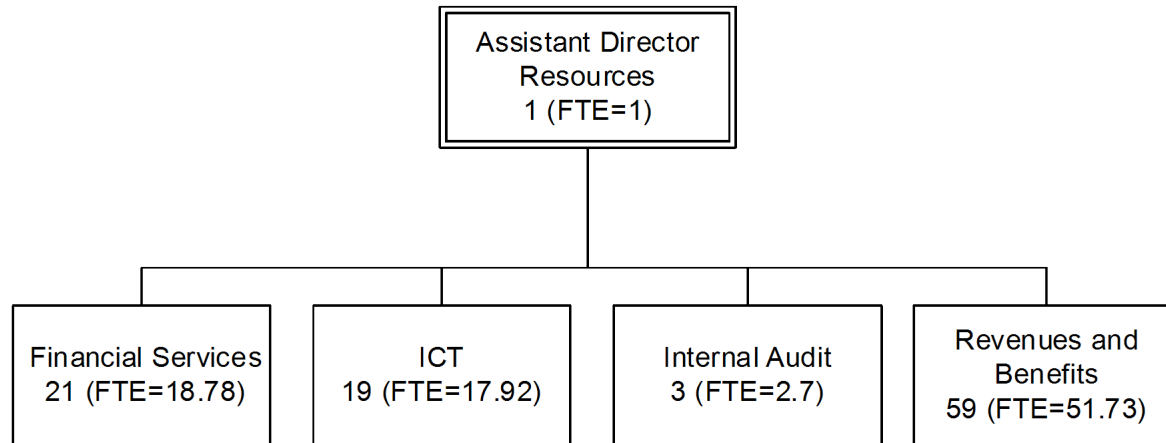 Assistant Director
Resources
1 (FTE=1)
Financial Services
21 (FTE=18.78)
ICT
19 (FTE=17.92)
Internal Audit
3 (FTE=2.7)
Revenues and
Benefits
59 (FTE=51.73)